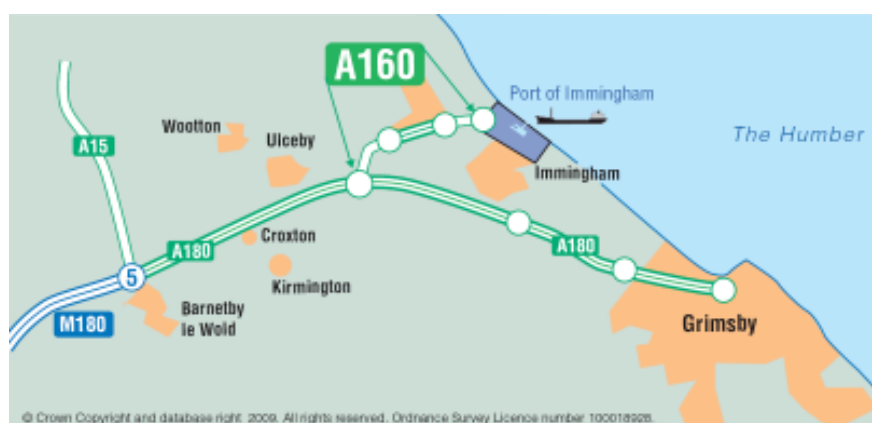 A160
Port of Immingham
Wootton
The Humber
Ulceby
A15
Immingham
Croxton
A180
A180
5
Kirmington
Barnetby
le Wold
M180
Grimsby
© Crown Copyright and database right 2009. All rights reserved. Ordnance Survey Licence number 100018928.